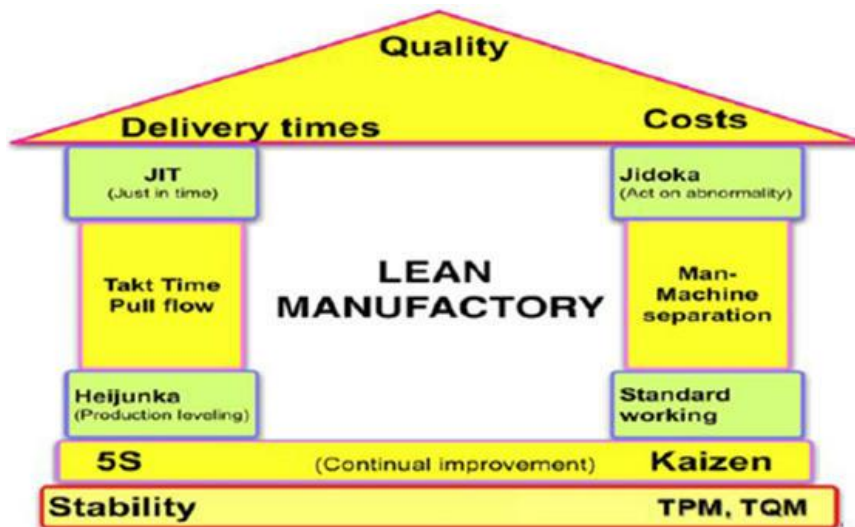 Quality
Delivery times
Costs
JIT
(Just in time)
Jidoka
(Act on abnormality)
Takt Time
Pull flow
LEAN
MANUFACTORY
Man-
Machine
separation
Heijunka
(Production leveling)
Standard
working
5S (Continual improvement) Kaizen
Stability TPM, TQM